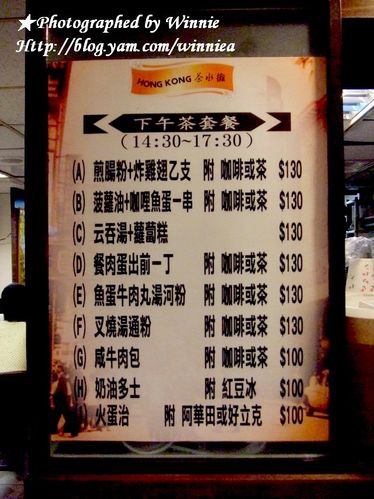 ★Photographed by Winnie
Http://blog.yam.com/winniea
HONG KONG 茶水攤
下午茶套餐
(14:30~17:30)
(A) 煎腸粉+炸雞翅乙支 附 咖啡或茶 $130
(B) 菠蘿油+咖哩魚蛋一串 附 咖啡或茶 $130
(C) 云吞湯+蘿蔔糕 $130
(D) 餐肉蛋出前一丁 附 咖啡或茶 $130
(E) 魚蛋牛肉丸湯河粉 附 咖啡或茶 $130
(F) 叉燒湯通粉 附 咖啡或茶 $130
(G) 咸牛肉包 附 咖啡或茶 $100
(H) 奶油多士 附 紅豆冰 $100
火蛋治 附 阿華田或好立克 $100